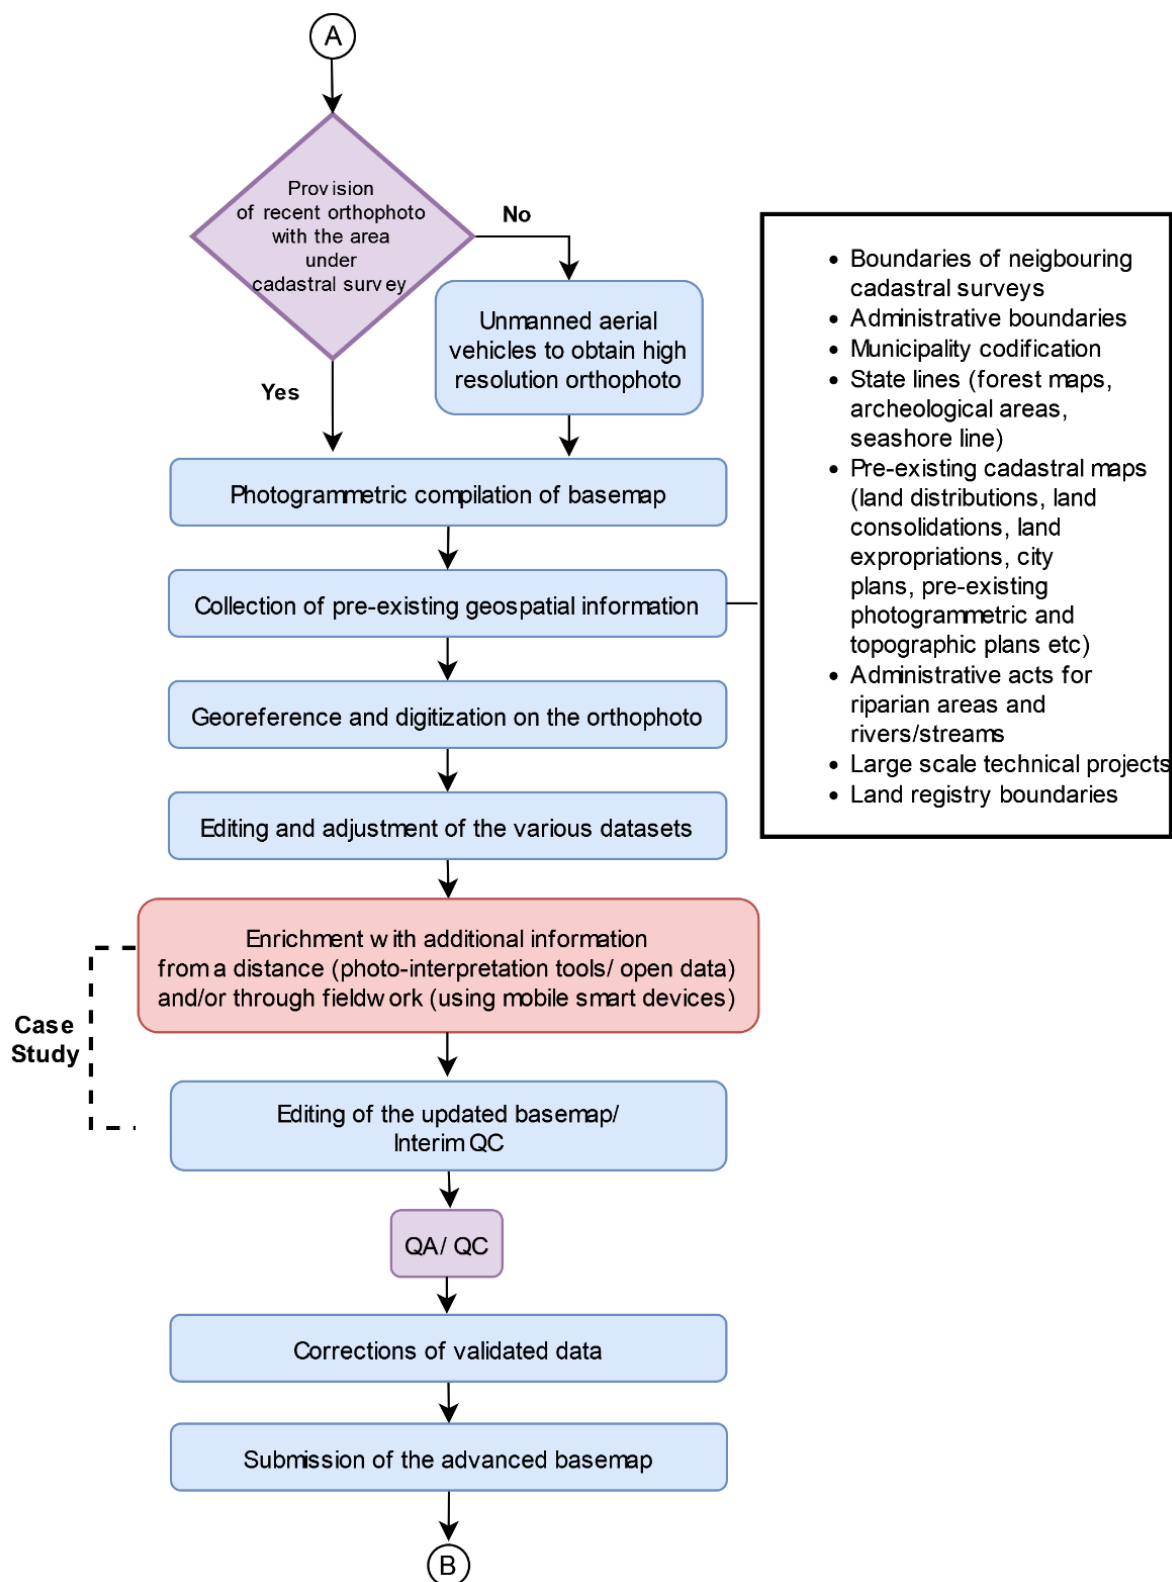 A
Provision
of recent orthophoto
with the area
under
cadastral survey
No
Yes
Unmanned aerial
vehicles to obtain high
resolution orthophoto
Photogrammetric compilation of basemap
Collection of pre-existing geospatial information
• Boundaries of neigbouring
cadastral surveys
• Administrative boundaries
• Municipality codification
• State lines (forest maps,
archeological areas,
seashore line)
• Pre-existing cadastral maps
(land distributions, land
consolidations, land
expropriations, city
plans, pre-existing
photogrammetric and
topographic plans etc)
• Administrative acts for
riparian areas and
rivers/streams
• Large scale technical projects
• Land registry boundaries
Georeference and digitization on the orthophoto
Editing and adjustment of the various datasets
Enrichment with additional information
from a distance (photo-interpretation tools/ open data)
and/or through fieldwork (using mobile smart devices)
Case
Study
Editing of the updated basemap/
Interim QC
QA/ QC
Corrections of validated data
Submission of the advanced basemap
B